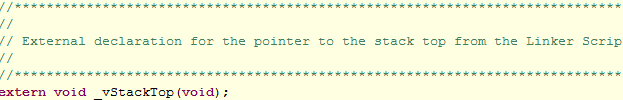 //*****************************************************************************
//
// External declaration for the pointer to the stack top from the Linker Scrip
//
//*****************************************************************************
extern void _vStackTop(void);